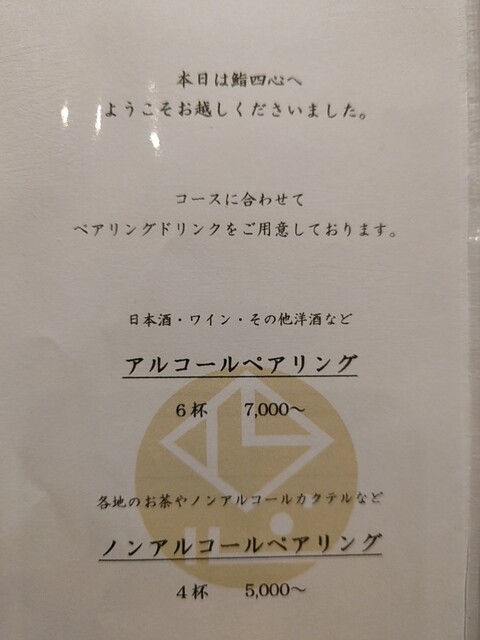 本日は鮨四心へ
ようこそお越しくださいました。
コースに合わせて
ペアリングドリンクをご用意しております。
日本酒・ワイン・その他洋酒など
アルコールペアリング
6杯 7,000～
各地のお茶やノンアルコールカクテルなど
ノンアルコールペアリング
4杯 5,000～